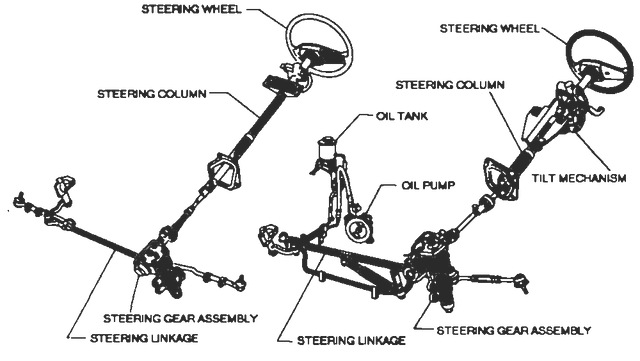 STEERING WHEEL
STEERING COLUMN
STEERING GEAR ASSEMBLY
STEERING LINKAGE
STEERING WHEEL
STEERING COLUMN
OIL TANK
TILT MECHANISM
OIL PUMP
STEERING GEAR ASSEMBLY
STEERING LINKAGE